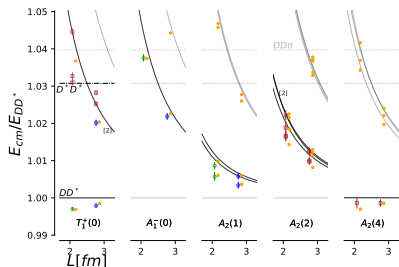 E_cm/E_DD*
1.05
1.04
1.03
1.02
1.01
1.00
0.99
D*D*
[2]
DD*
T₁⁺(0)
A₁⁻(0)
A₂(1)
DDπ
[2]
A₂(2)
A₂(4)
2 3 2 3 2 3 2 3 2 3
L[fm]